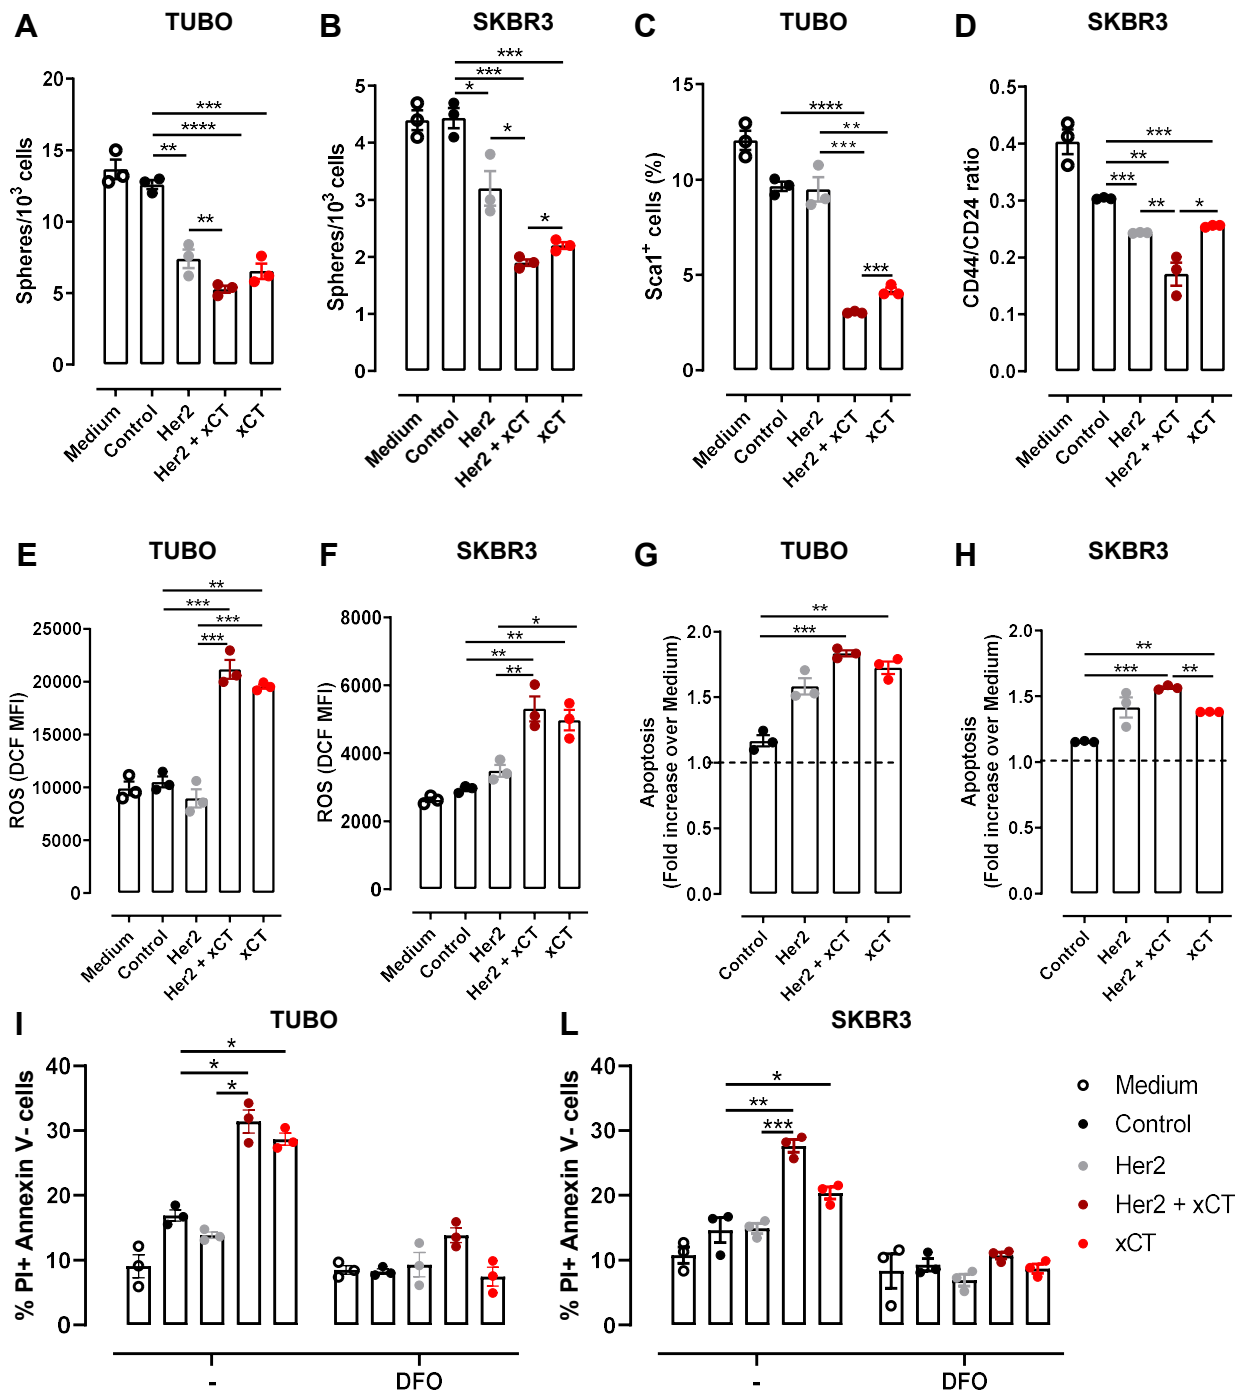 A TUBO
B SKBR3
C TUBO
D SKBR3
Spheres/10³ cells
20
15
10
5
0
***
****
**
**
Medium
Control
Her2
Her2 + xCT
xCT
Spheres/10³ cells
5
4
3
2
1
0
***
***
*
*
*
Medium
Control
Her2
Her2 + xCT
xCT
Sca1⁺ cells (%)
15
10
5
0
****
**
***
***
Medium
Control
Her2
Her2 + xCT
xCT
CD44/CD24 ratio
0.5
0.4
0.3
0.2
0.1
0.0
***
**
***
**
*
Medium
Control
Her2
Her2 + xCT
xCT
E TUBO
F SKBR3
G TUBO
H SKBR3
ROS (DCF MFI)
25000
20000
15000
10000
5000
0
**
***
***
***
Medium
Control
Her2
Her2 + xCT
xCT
ROS (DCF MFI)
8000
6000
4000
2000
0
*
**
**
**
Medium
Control
Her2
Her2 + xCT
xCT
Apoptosis
(Fold increase over Medium)
2.0
1.5
1.0
0.5
0.0
**
***
Control
Her2
Her2 + xCT
xCT
Apoptosis
(Fold increase over Medium)
2.0
1.5
1.0
0.5
0.0
**
***
**
Control
Her2
Her2 + xCT
xCT
I TUBO
L SKBR3
% PI+ Annexin V- cells
40
30
20
10
0
*
*
*
-
DFO
% PI+ Annexin V- cells
40
30
20
10
0
*
**
***
-
DFO
Medium
Control
Her2
Her2 + xCT
xCT